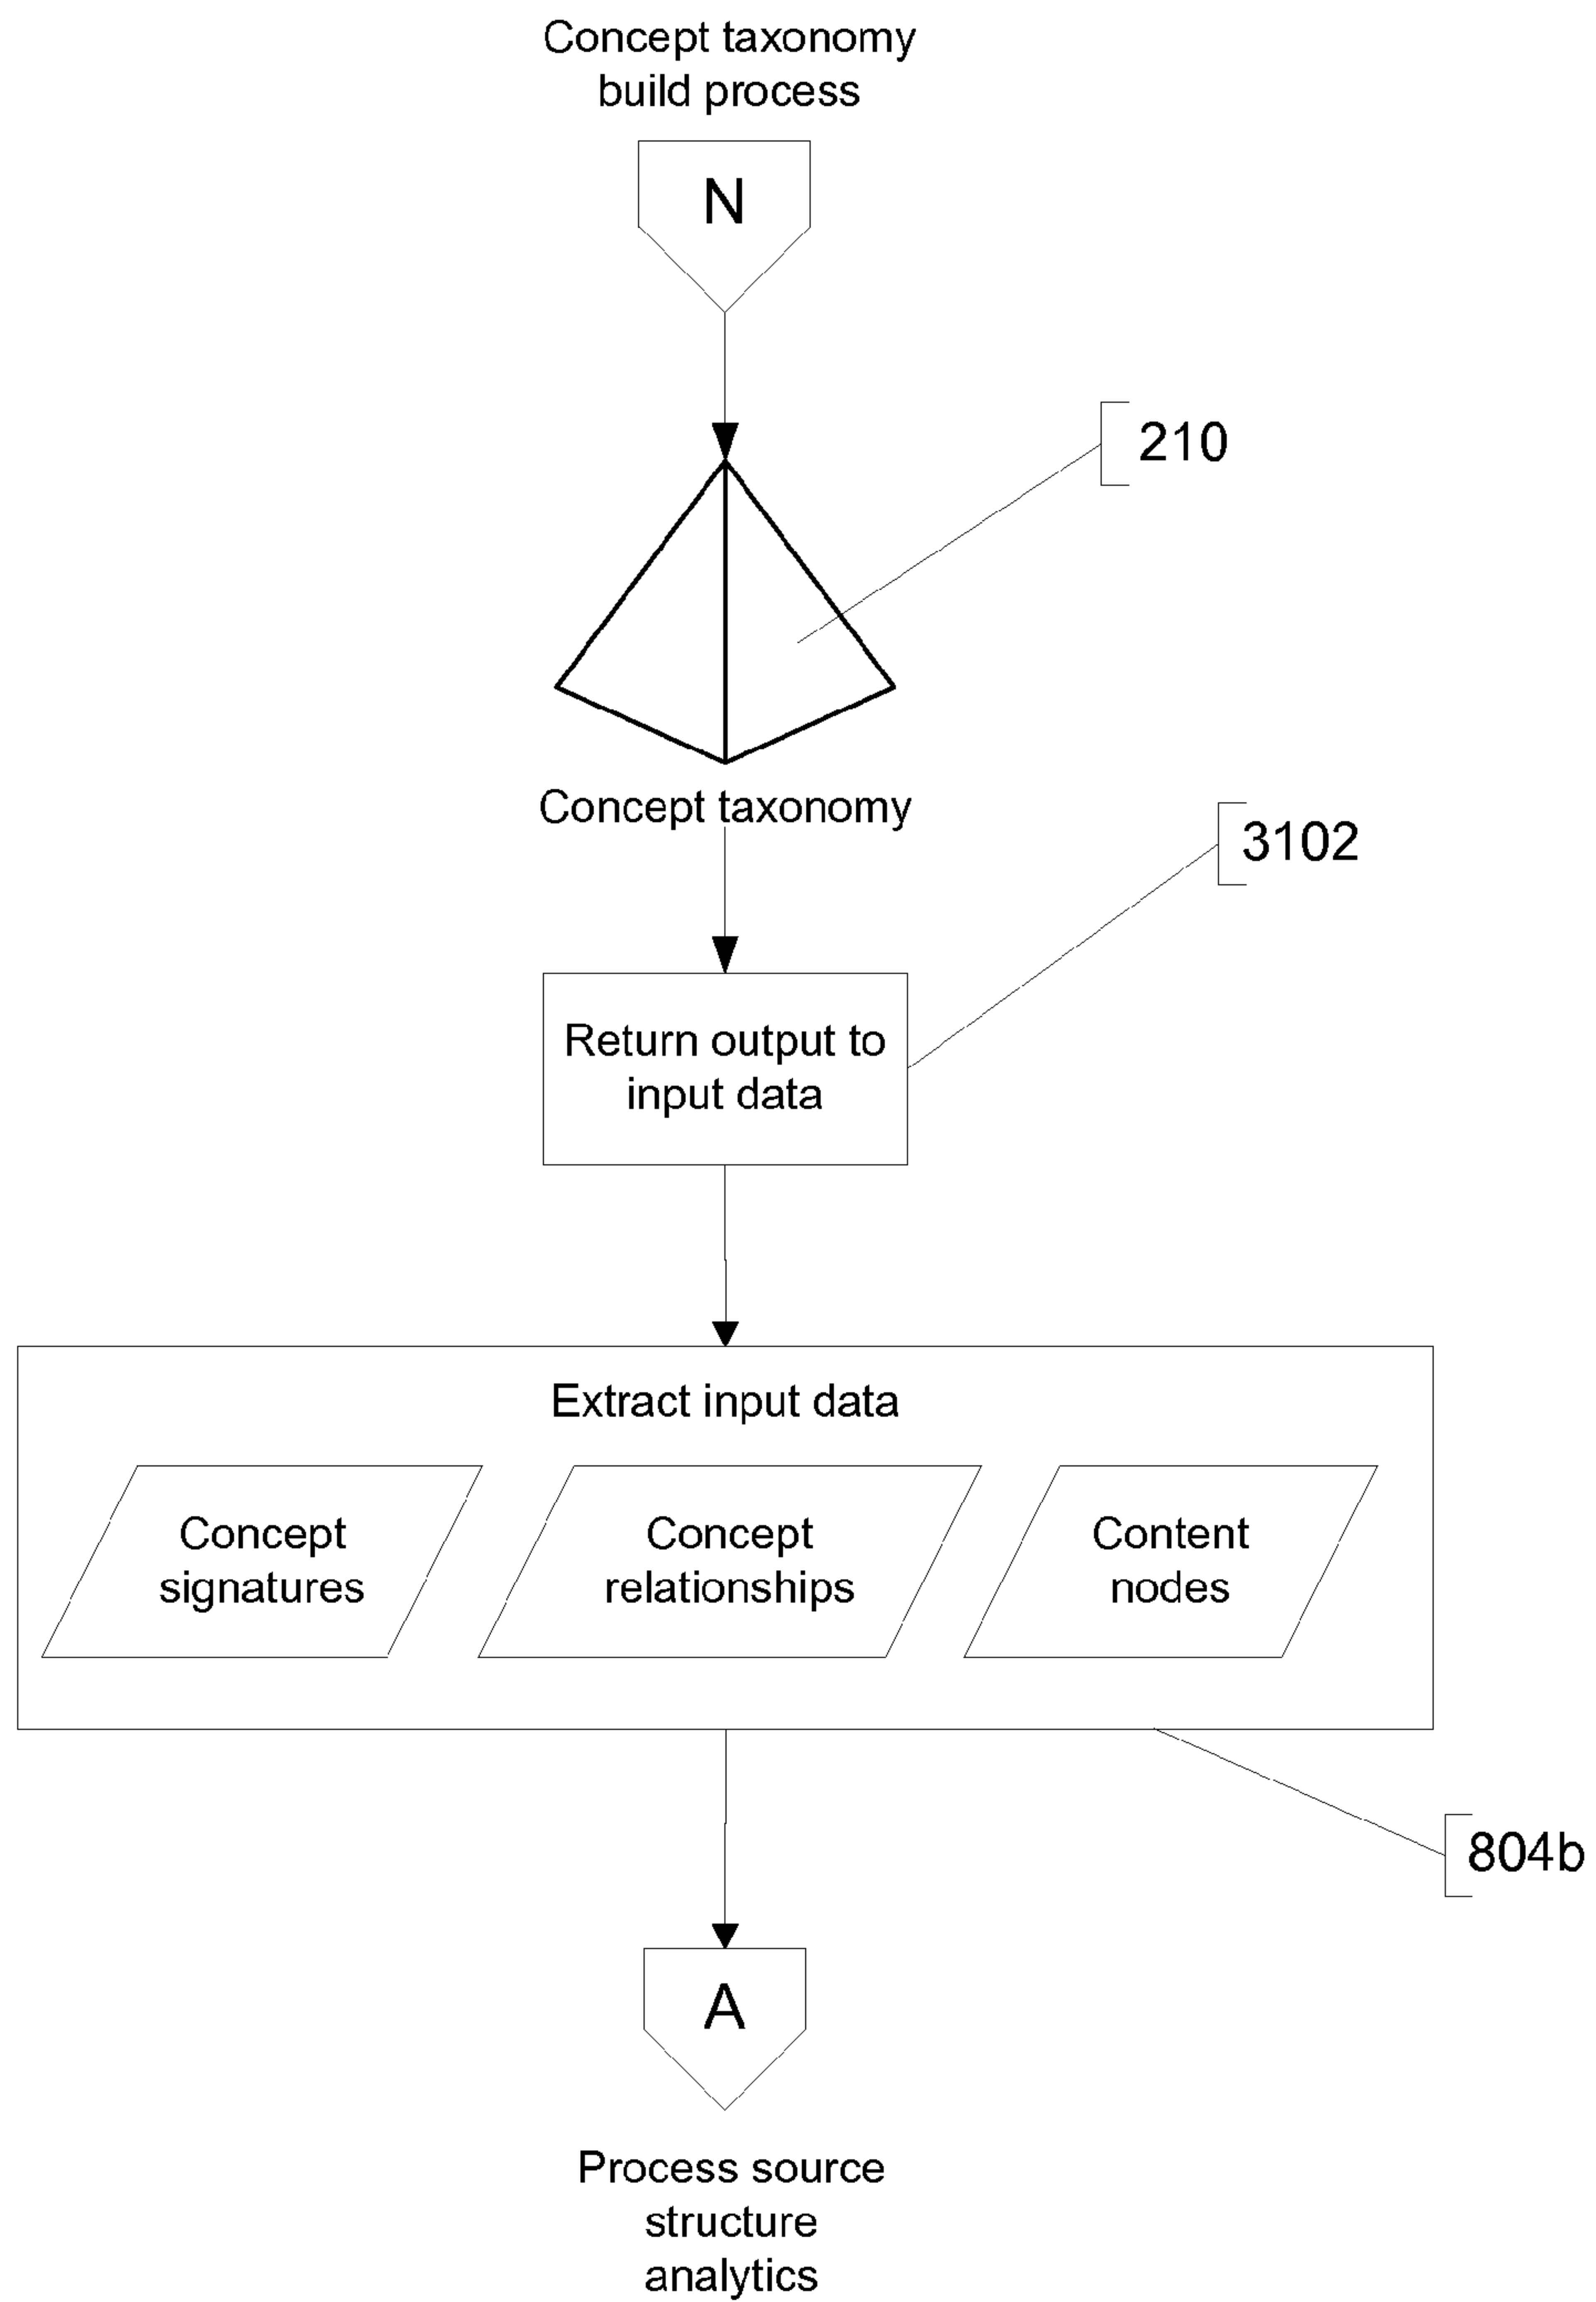 Concept taxonomy
build process
N
210
Concept taxonomy
3102
Return output to
input data
Extract input data
Concept
signatures
Concept
relationships
Content
nodes
804b
A
Process source
structure
analytics